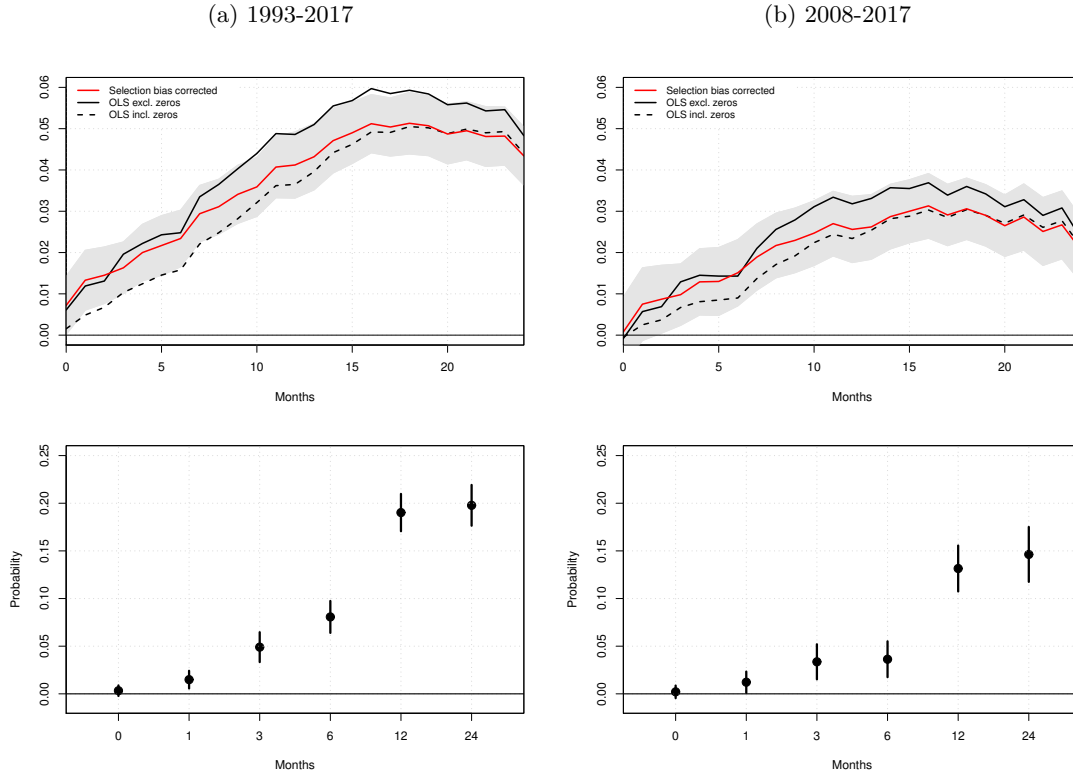 (a) 1993-2017
(b) 2008-2017
0.06
0.05
0.04
0.03
0.02
0.01
0.00
Selection bias corrected
OLS excl. zeros
OLS incl. zeros
0 5 10 15 20
Months
0.06
0.05
0.04
0.03
0.02
0.01
0.00
Selection bias corrected
OLS excl. zeros
OLS incl. zeros
0 5 10 15 20
Months
Probability
0.25
0.20
0.15
0.10
0.05
0.00
0 1 3 6 12 24
Months
Probability
0.25
0.20
0.15
0.10
0.05
0.00
0 1 3 6 12 24
Months